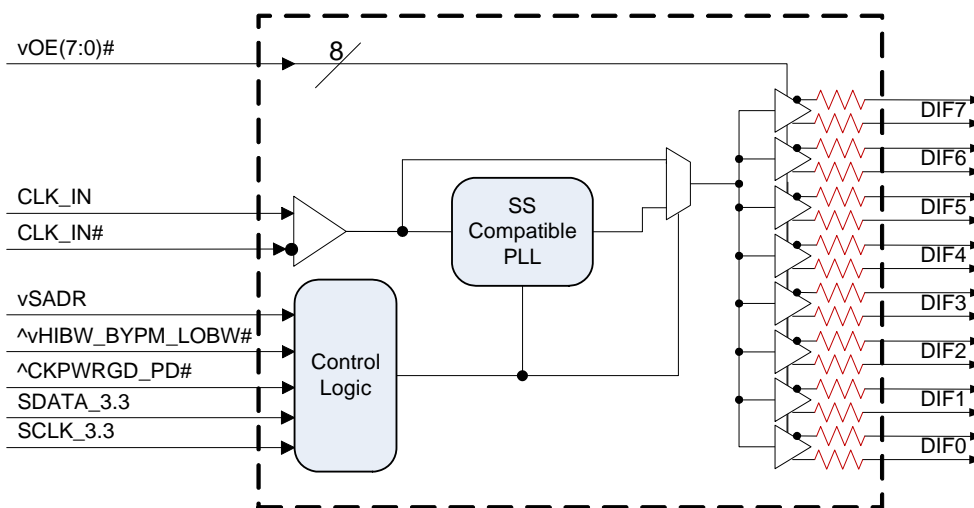 vOE(7:0)#
8
DIF7
DIF6
CLK_IN
SS
Compatible
PLL
DIF5
CLK_IN#
DIF4
vSADR
DIF3
^vHIBW_BYPM_LOBW#
Control
Logic
DIF2
^CKPWRGD_PD#
SDATA_3.3
DIF1
SCLK_3.3
DIF0